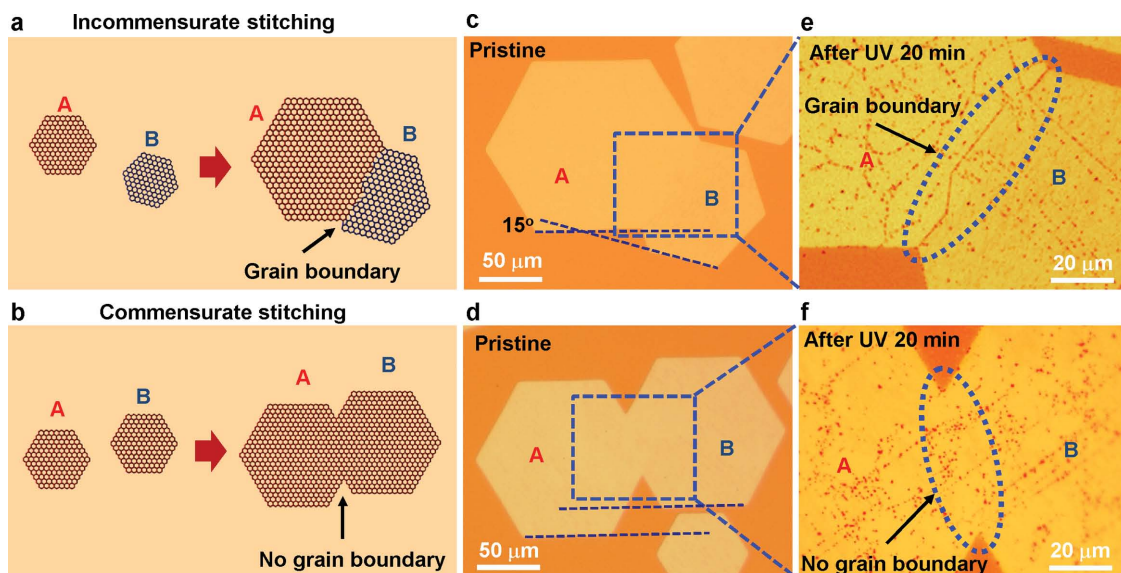 a
Incommensurate stitching
A
B
A
B
Grain boundary
b
Commensurate stitching
A
B
A
B
No grain boundary
c
Pristine
A
B
15°
50 μm
d
Pristine
A
B
50 μm
e
After UV 20 min
Grain boundary
A
B
20 μm
f
After UV 20 min
A
B
No grain boundary
20 μm